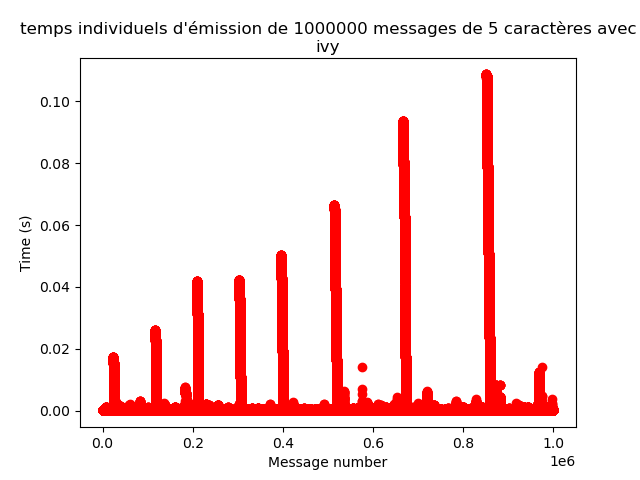 temps individuels d'émission de 1000000 messages de 5 caractères avec
ivy
0.10
0.08
0.06
0.04
0.02
0.00
Time (s)
0.0 0.2 0.4 0.6 0.8 1.0
1e6
Message number